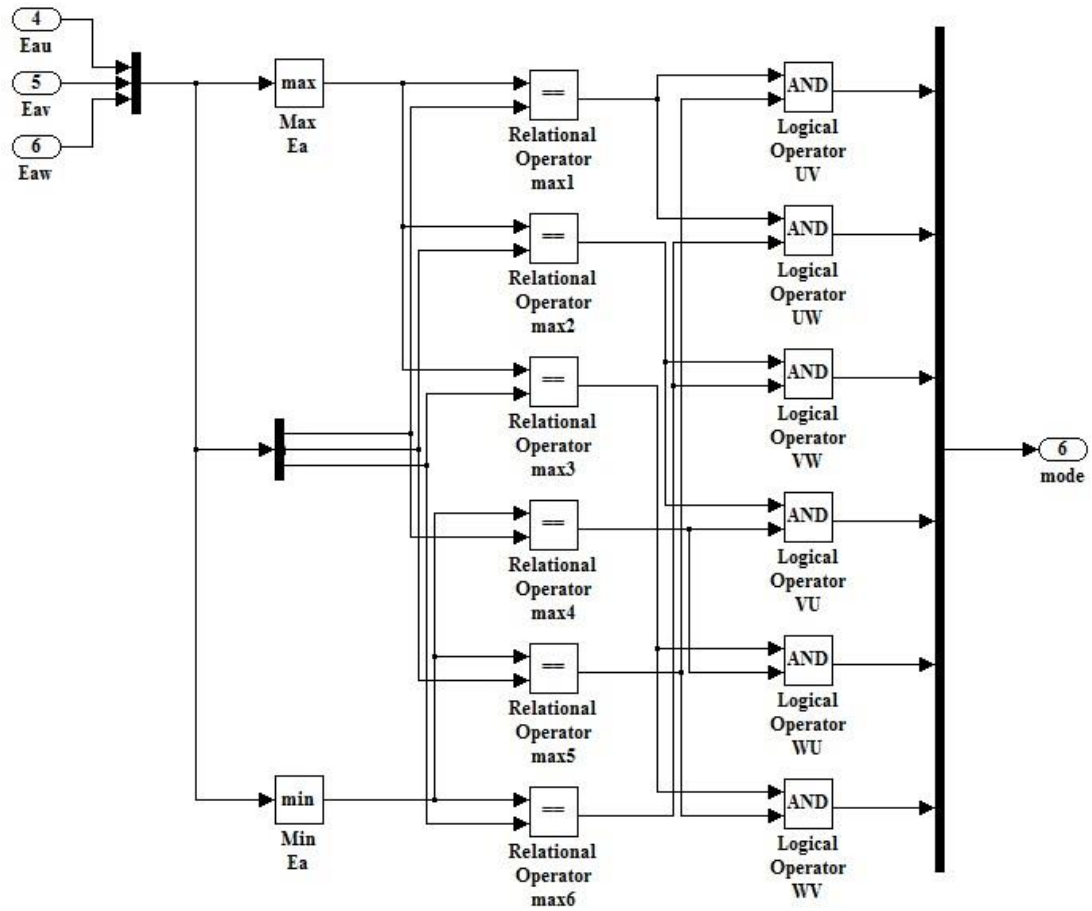 4
Eau
5
Eav
6
Eaw
max
Max
Ea
==
Relational
Operator
max1
AND
Logical
Operator
UV
==
Relational
Operator
max2
AND
Logical
Operator
UW
==
Relational
Operator
max3
AND
Logical
Operator
VW
6
mode
==
Relational
Operator
max4
AND
Logical
Operator
VU
==
Relational
Operator
max5
AND
Logical
Operator
WU
min
Min
Ea
==
Relational
Operator
max6
AND
Logical
Operator
WV